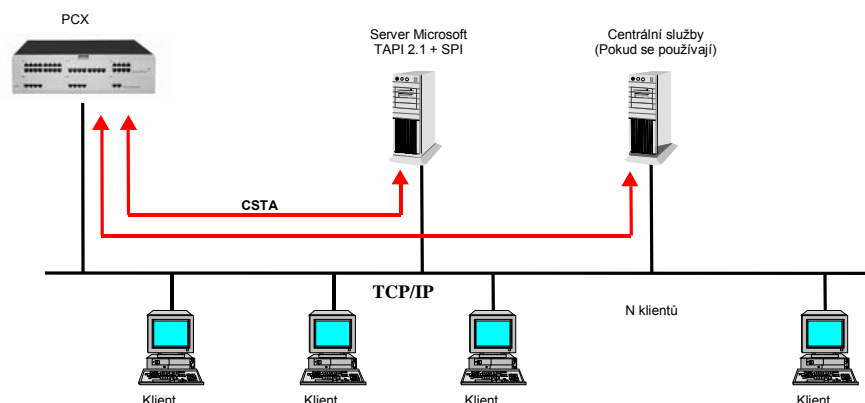 PCX
Server Microsoft
TAPI 2.1 + SPI
Centrální služby
(Pokud se používají)
CSTA
TCP/IP
N klientů
Klient
Klient
Klient
Klient